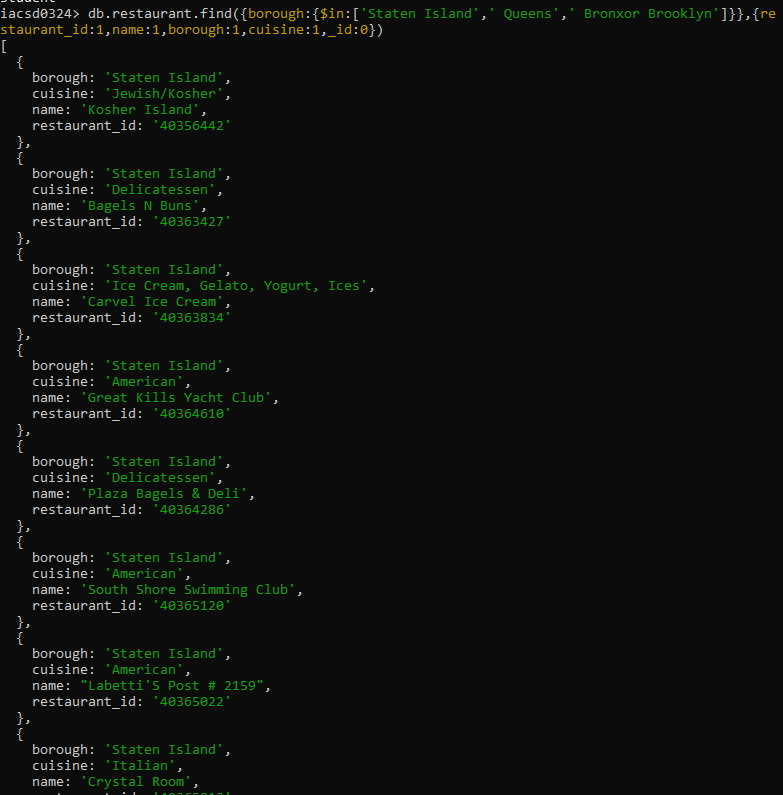 iacsd0324> db.restaurant.find({borough:{$in:['Staten Island',' Queens',' Bronxor Brooklyn']}},{re
staurant_id:1,name:1,borough:1,cuisine:1,_id:0})
[
  {
    borough: 'Staten Island',
    cuisine: 'Jewish/Kosher',
    name: 'Kosher Island',
    restaurant_id: '40356442'
  },
  {
    borough: 'Staten Island',
    cuisine: 'Delicatessen',
    name: 'Bagels N Buns',
    restaurant_id: '40363427'
  },
  {
    borough: 'Staten Island',
    cuisine: 'Ice Cream, Gelato, Yogurt, Ices',
    name: 'Carvel Ice Cream',
    restaurant_id: '40363834'
  },
  {
    borough: 'Staten Island',
    cuisine: 'American',
    name: 'Great Kills Yacht Club',
    restaurant_id: '40364610'
  },
  {
    borough: 'Staten Island',
    cuisine: 'Delicatessen',
    name: 'Plaza Bagels & Deli',
    restaurant_id: '40364286'
  },
  {
    borough: 'Staten Island',
    cuisine: 'American',
    name: 'South Shore Swimming Club',
    restaurant_id: '40365120'
  },
  {
    borough: 'Staten Island',
    cuisine: 'American',
    name: "Labetti'S Post # 2159",
    restaurant_id: '40365022'
  },
  {
    borough: 'Staten Island',
    cuisine: 'Italian',
    name: 'Crystal Room',